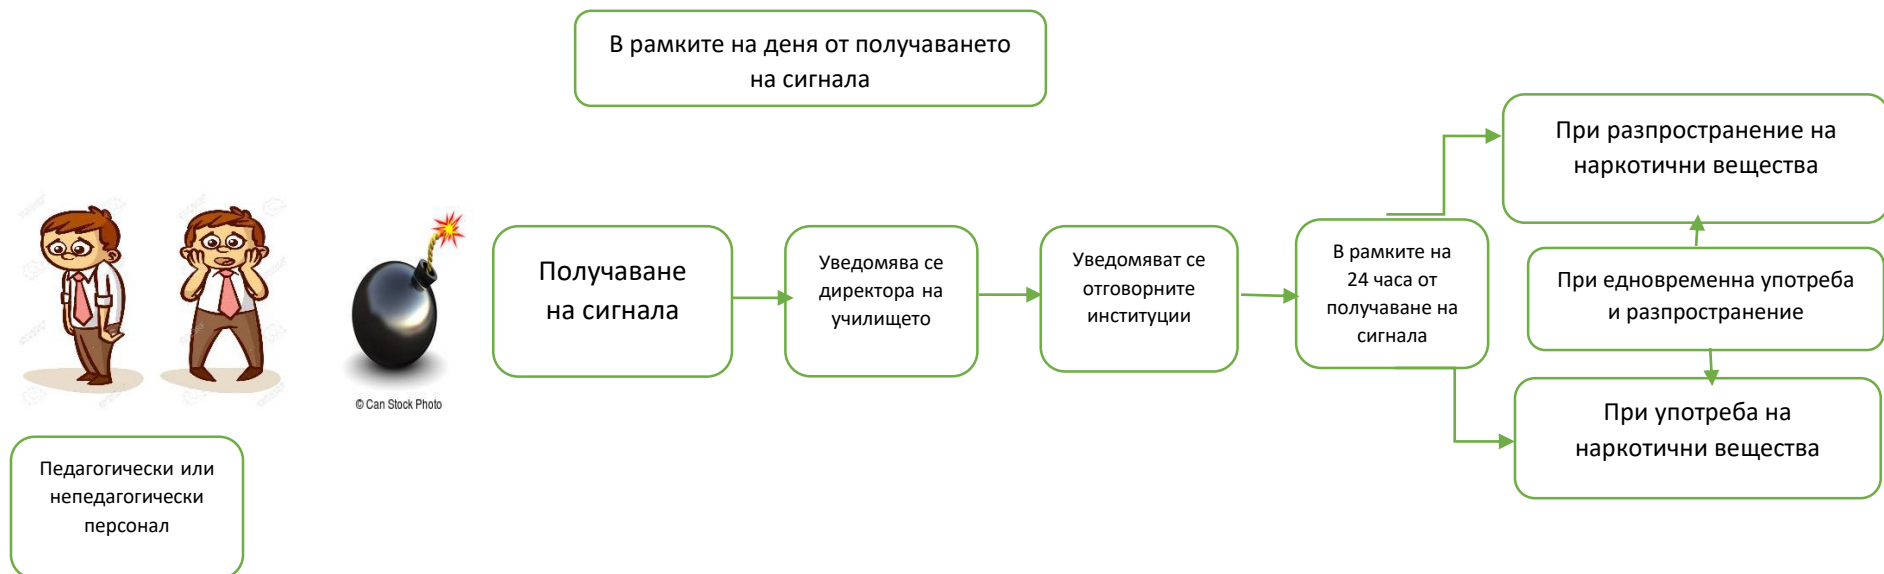 В рамките на деня от получаването
на сигнала
При разпространение на
наркотични вещества
© Can Stock Photo
Получаване
на сигнала
Уведомява се
директора на
училището
Уведомяват се
отговорните
институции
В рамките на
24 часа от
получаване на
сигнала
При едновременна употреба
и разпространение
При употреба на
наркотични вещества
Педагогически или
непедагогически
персонал